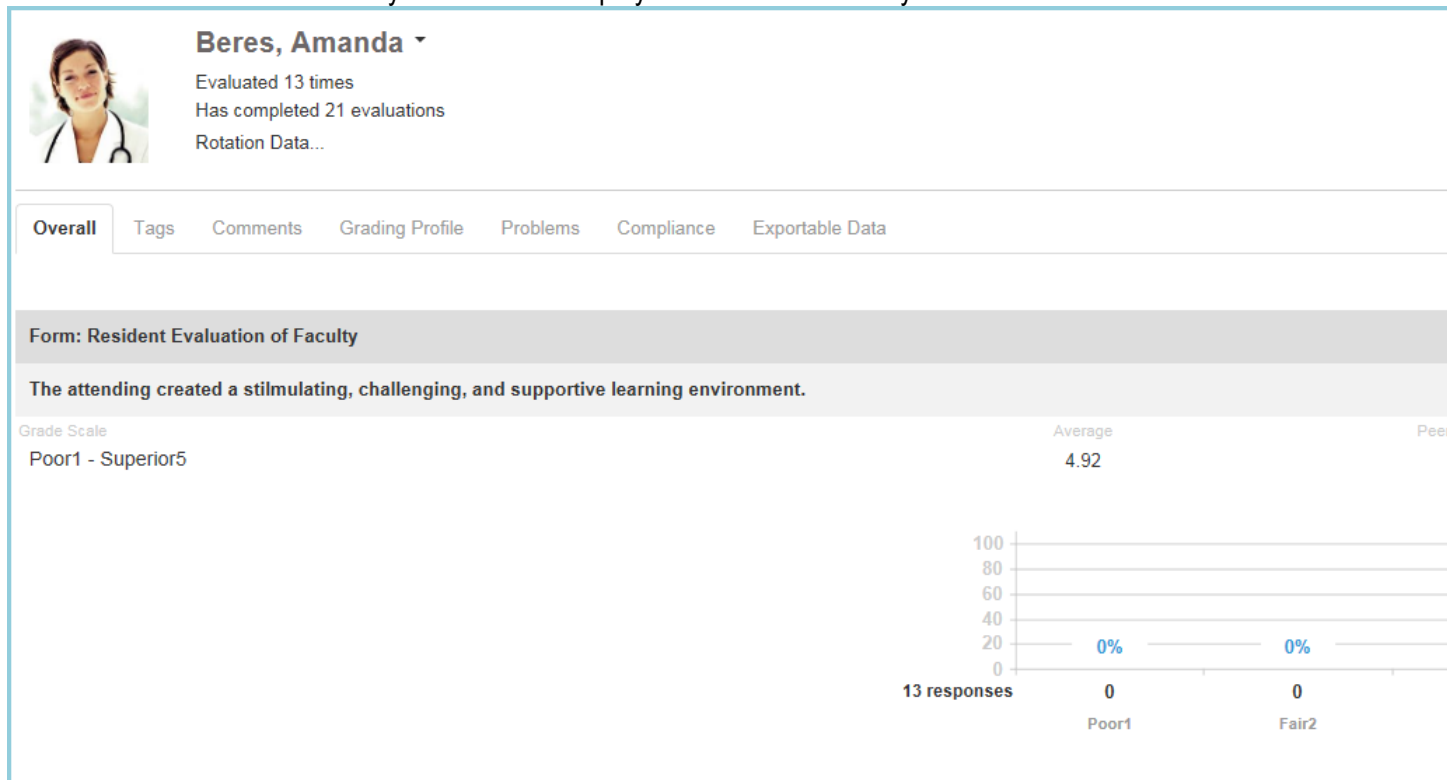 Beres, Amanda
Evaluated 13 times
Has completed 21 evaluations
Rotation Data...
Overall Tags Comments Grading Profile Problems Compliance Exportable Data
Form: Resident Evaluation of Faculty
The attending created a stilmulating, challenging, and supportive learning environment.
Grade Scale Average
Poor1 - Superior5 4.92
100
80
60
40
20 0% 0%
0
13 responses 0 0
Poor1 Fair2